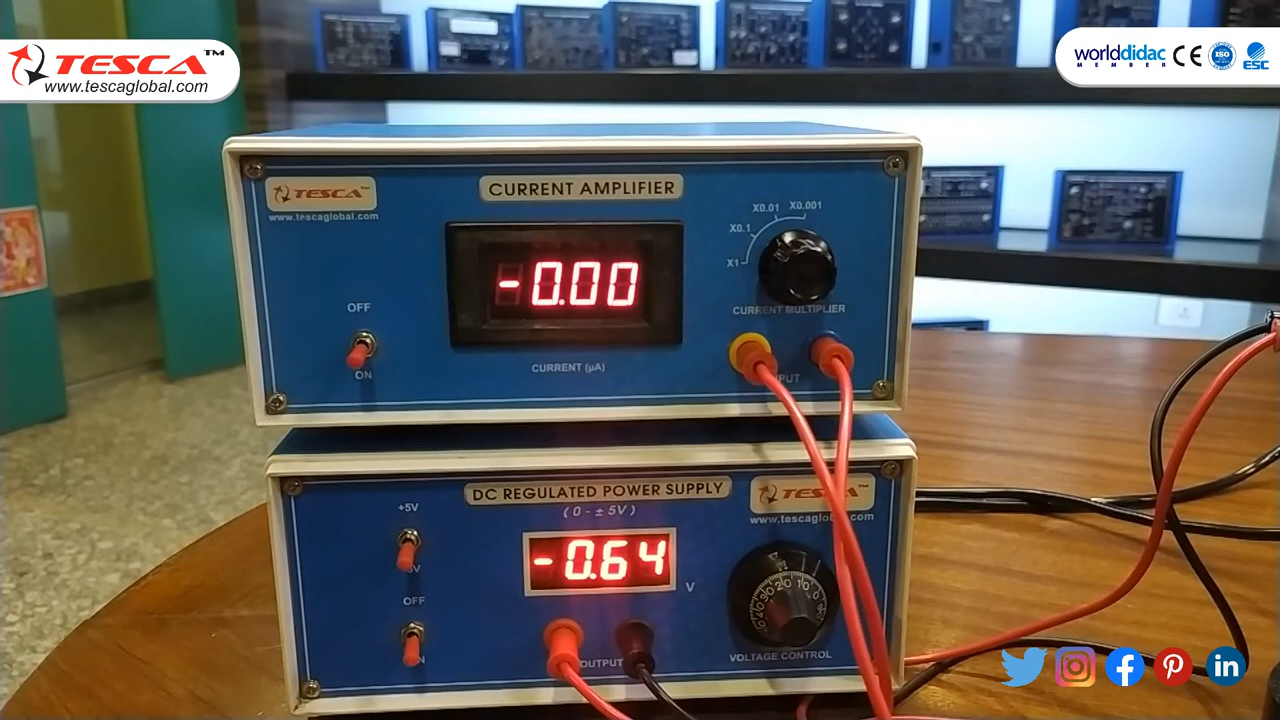 TESCA™
www.tescaglobal.com
worlddidac
MEMBER
CE
ISO
ESC
TESCA™
www.tescaglobal.com
CURRENT AMPLIFIER
-0.00
CURRENT (µA)
OFF
ON
X1
X0.1
X0.01
X0.001
CURRENT MULTIPLIER
DC REGULATED POWER SUPPLY
(0 - ± 5V)
TESCA™
www.tescaglobal.com
+5V
OFF
-0.64
V
OUTPUT
VOLTAGE CONTROL
in